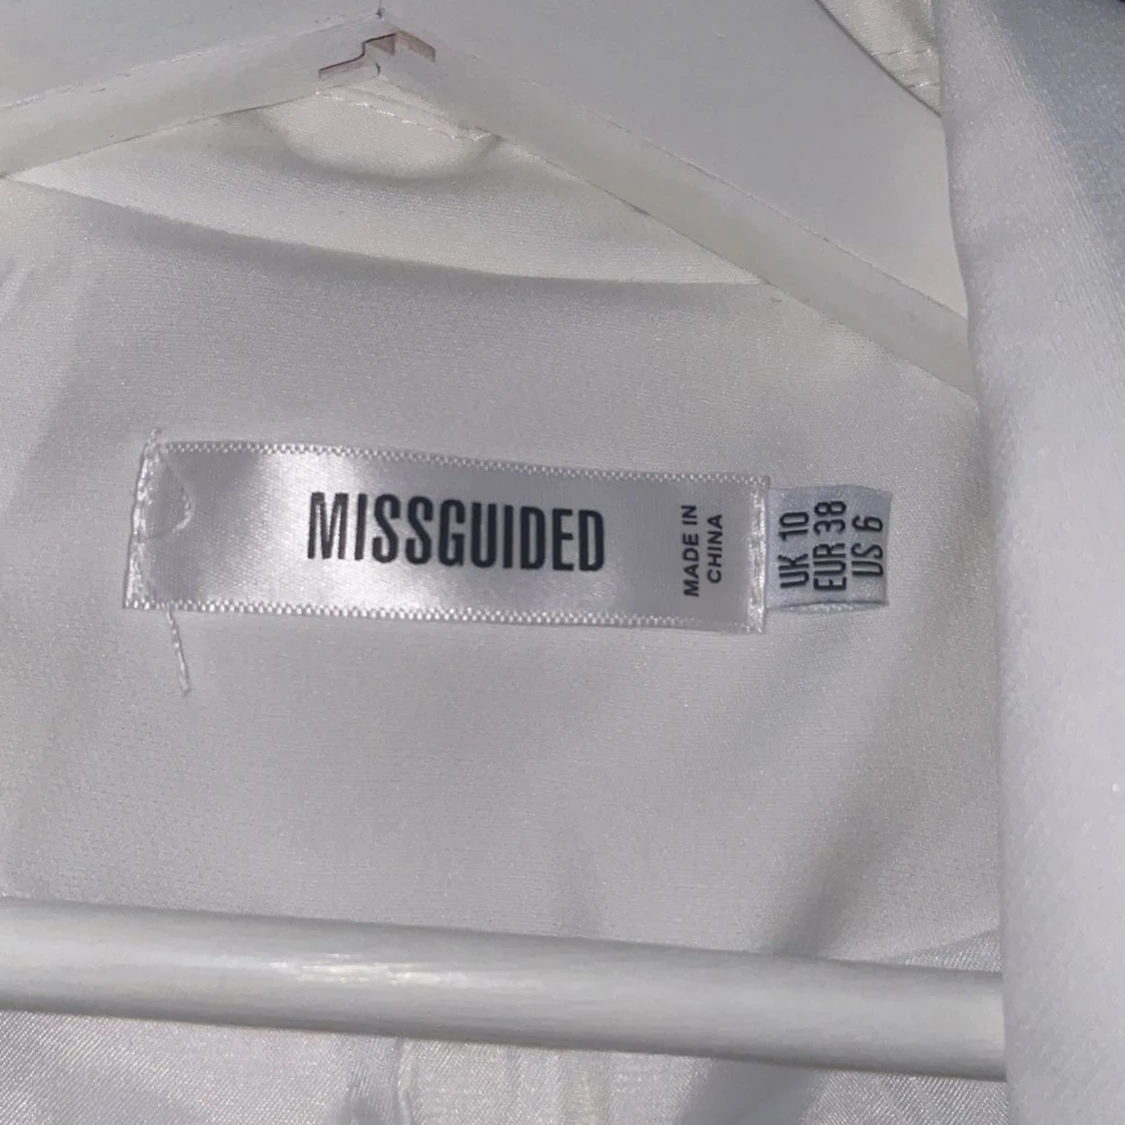 MISSGUIDED
MADE IN
CHINA
UK 10
EUR 38
US 6